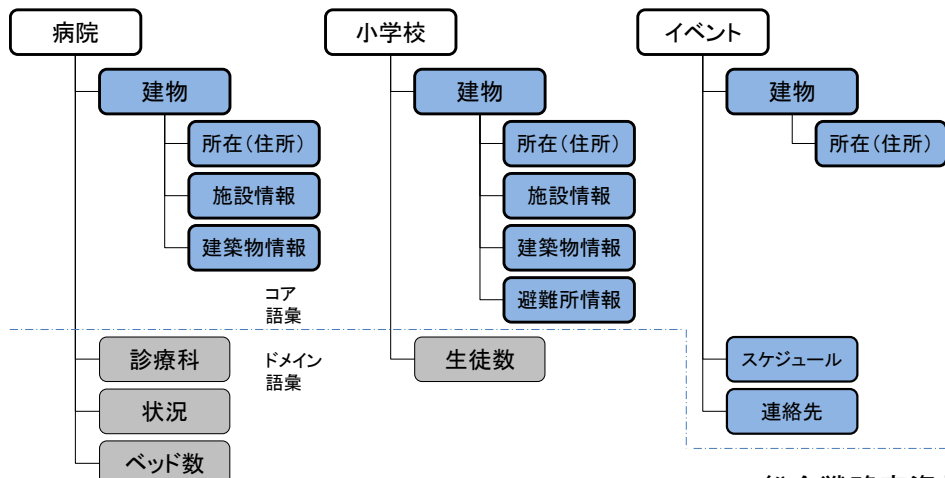 病院
建物
所在(住所)
施設情報
建築物情報
コア
語彙
診療科
ドメイン
語彙
状況
ベッド数
小学校
建物
所在(住所)
施設情報
建築物情報
避難所情報
生徒数
イベント
建物
所在(住所)
スケジュール
連絡先